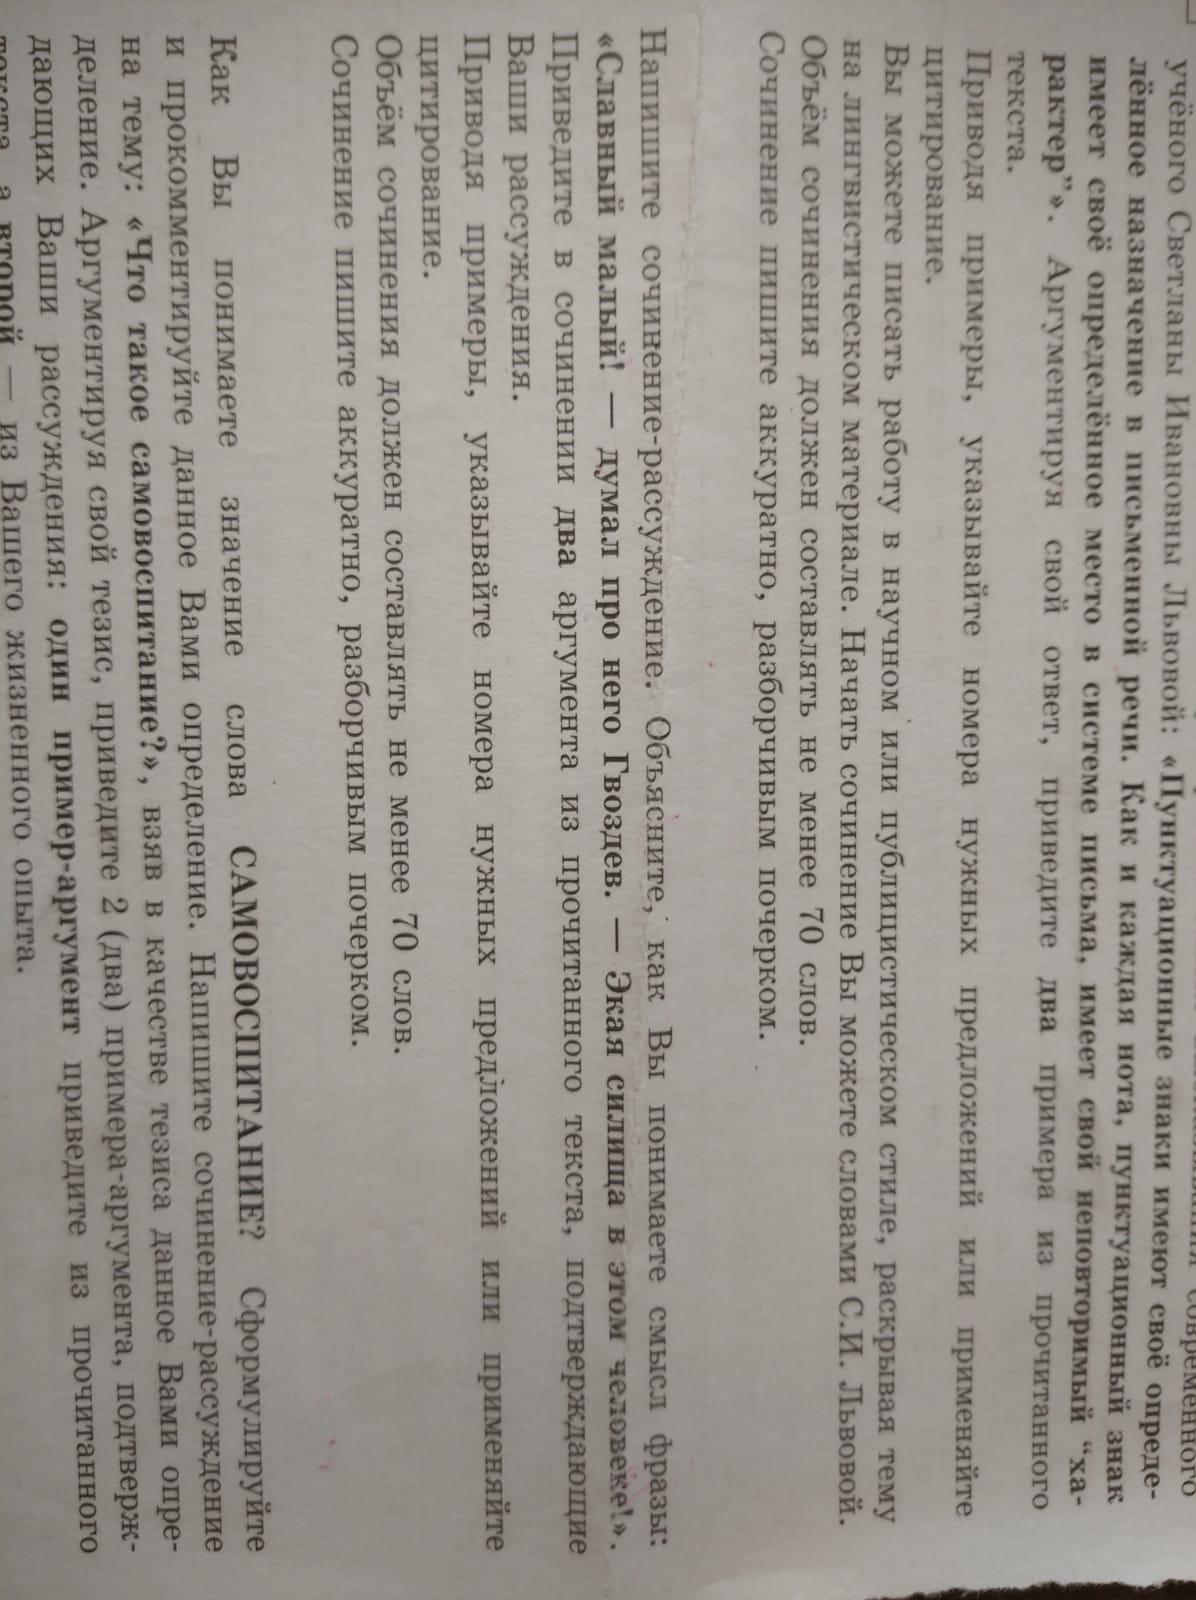 современного
учёного Светланы Ивановны Львовой: «Пунктуационные знаки имеют своё опреде-
лённое назначение в письменной речи. Как и каждая нота, пунктуационный знак
имеет своё определённое место в системе письма, имеет свой неповторимый “ха-
рактер”». Аргументируя свой ответ, приведите два примера из прочитанного
текста.
Приводя примеры, указывайте номера нужных предложений или применяйте
цитирование.
Вы можете писать работу в научном или публицистическом стиле, раскрывая тему
на лингвистическом материале. Начать сочинение Вы можете словами С.И. Львовой.
Объём сочинения должен составлять не менее 70 слов.
Сочинение пишите аккуратно, разборчивым почерком.
Напишите сочинение-рассуждение. Объясните, как Вы понимаете смысл фразы:
«Славный малый! — думал про него Гвоздев. — Экая силища в этом человеке!».
Приведите в сочинении два аргумента из прочитанного текста, подтверждающие
Ваши рассуждения.
Приводя примеры, указывайте номера нужных предложений или применяйте
цитирование.
Объём сочинения должен составлять не менее 70 слов.
Сочинение пишите аккуратно, разборчивым почерком.
Как Вы понимаете значение слова САМОВОСПИТАНИЕ? Сформулируйте
и прокомментируйте данное Вами определение. Напишите сочинение-рассуждение
на тему: «Что такое самовоспитание?», взяв в качестве тезиса данное Вами опре-
деление. Аргументируя свой тезис, приведите 2 (два) примера-аргумента, подтверж-
дающих Ваши рассуждения: один пример-аргумент приведите из прочитанного
текста, а второй — из Вашего жизненного опыта.